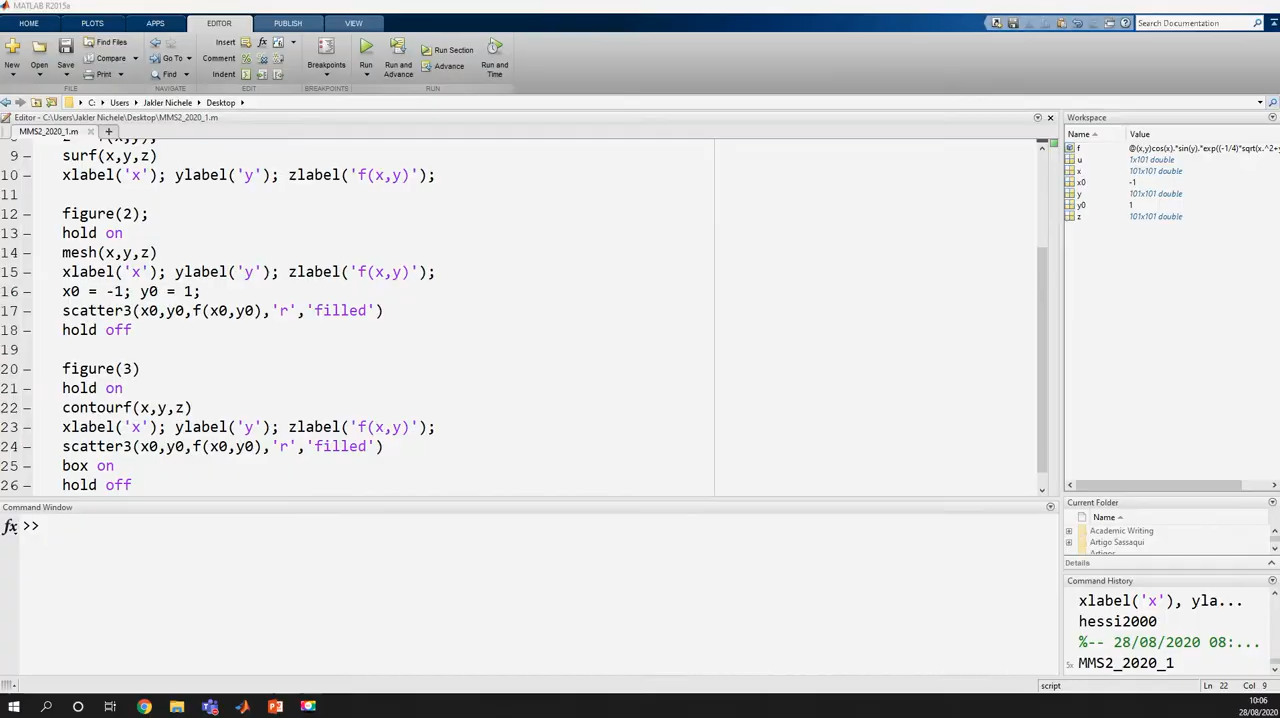 MATLAB R2015a
HOME PLOTS APPS EDITOR PUBLISH VIEW
Search Documentation
New Open Save
Find Files
Compare
Print
Go To
Find
Insert
Comment
Indent
Breakpoints
Run
Run and Advance
Run Section
Advance
Run and Time
FILE NAVIGATE EDIT BREAKPOINTS RUN
C: Users Jakler Nichele Desktop
Editor - C:\Users\Jakler Nichele\Desktop\MMS2_2020_1.m
MMS2_2020_1.m
9 surf(x,y,z)
10 xlabel('x'); ylabel('y'); zlabel('f(x,y)');
11
12 figure(2);
13 hold on
14 mesh(x,y,z)
15 xlabel('x'); ylabel('y'); zlabel('f(x,y)');
16 x0 = -1; y0 = 1;
17 scatter3(x0,y0,f(x0,y0),'r','filled')
18 hold off
19
20 figure(3)
21 hold on
22 contourf(x,y,z)
23 xlabel('x'); ylabel('y'); zlabel('f(x,y)');
24 scatter3(x0,y0,f(x0,y0),'r','filled')
25 box on
26 hold off
Command Window
fx >>
Workspace
Name Value
f @(x,y)cos(x).*sin(y).*exp((-1/4)*sqrt(x.^2+y
u 1x101 double
x 101x101 double
x0 -1
y 101x101 double
y0 1
z 101x101 double
Current Folder
Name
Academic Writing
Artigo Sassaqui
Artigos
Details
Command History
xlabel('x'), yla...
hessi2000
%-- 28/08/2020 08:...
MMS2_2020_1
script Ln 22 Col 9
10:06
28/08/2020